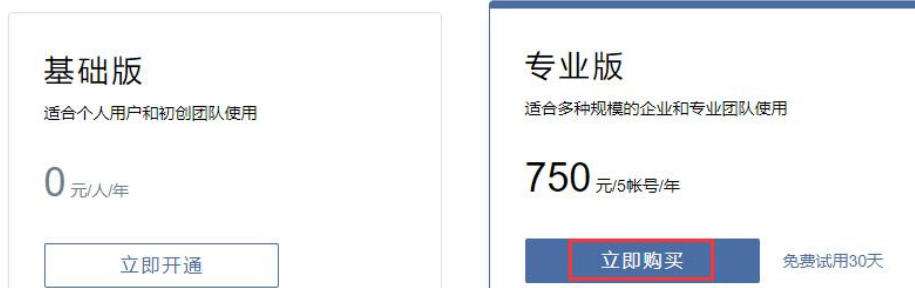 基础版
适合个人用户和初创团队使用
0 元/人/年
立即开通
专业版
适合多种规模的企业和专业团队使用
750 元/5帐号/年
立即购买 免费试用30天